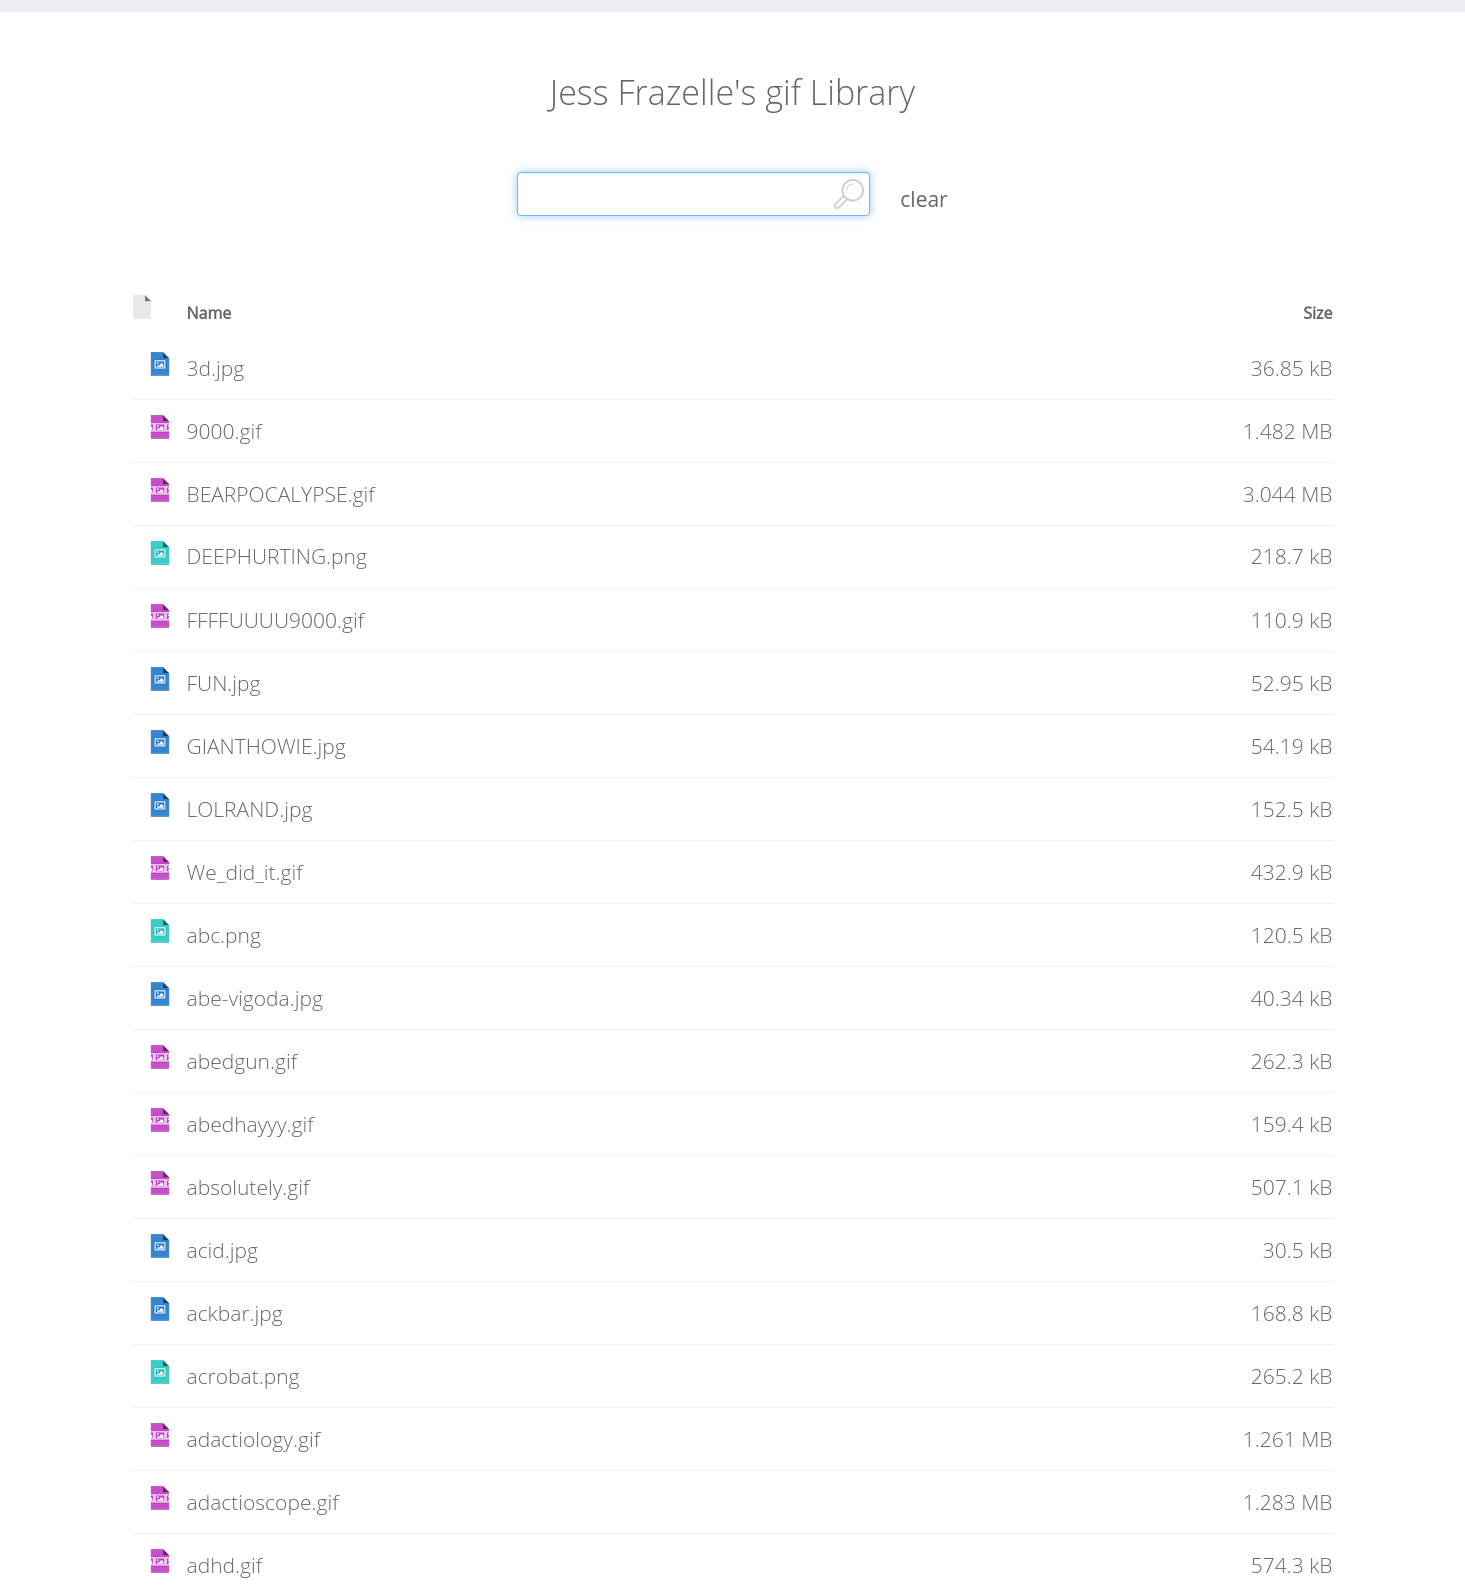 Jess Frazelle's gif Library
clear
Name Size
3d.jpg 36.85 kB
9000.gif 1.482 MB
BEARPOCALYPSE.gif 3.044 MB
DEEPHURTING.png 218.7 kB
FFFFUUUU9000.gif 110.9 kB
FUN.jpg 52.95 kB
GIANTHOWIE.jpg 54.19 kB
LOLRAND.jpg 152.5 kB
We_did_it.gif 432.9 kB
abc.png 120.5 kB
abe-vigoda.jpg 40.34 kB
abedgun.gif 262.3 kB
abedhayyy.gif 159.4 kB
absolutely.gif 507.1 kB
acid.jpg 30.5 kB
ackbar.jpg 168.8 kB
acrobat.png 265.2 kB
adactiology.gif 1.261 MB
adactioscope.gif 1.283 MB
adhd.gif 574.3 kB